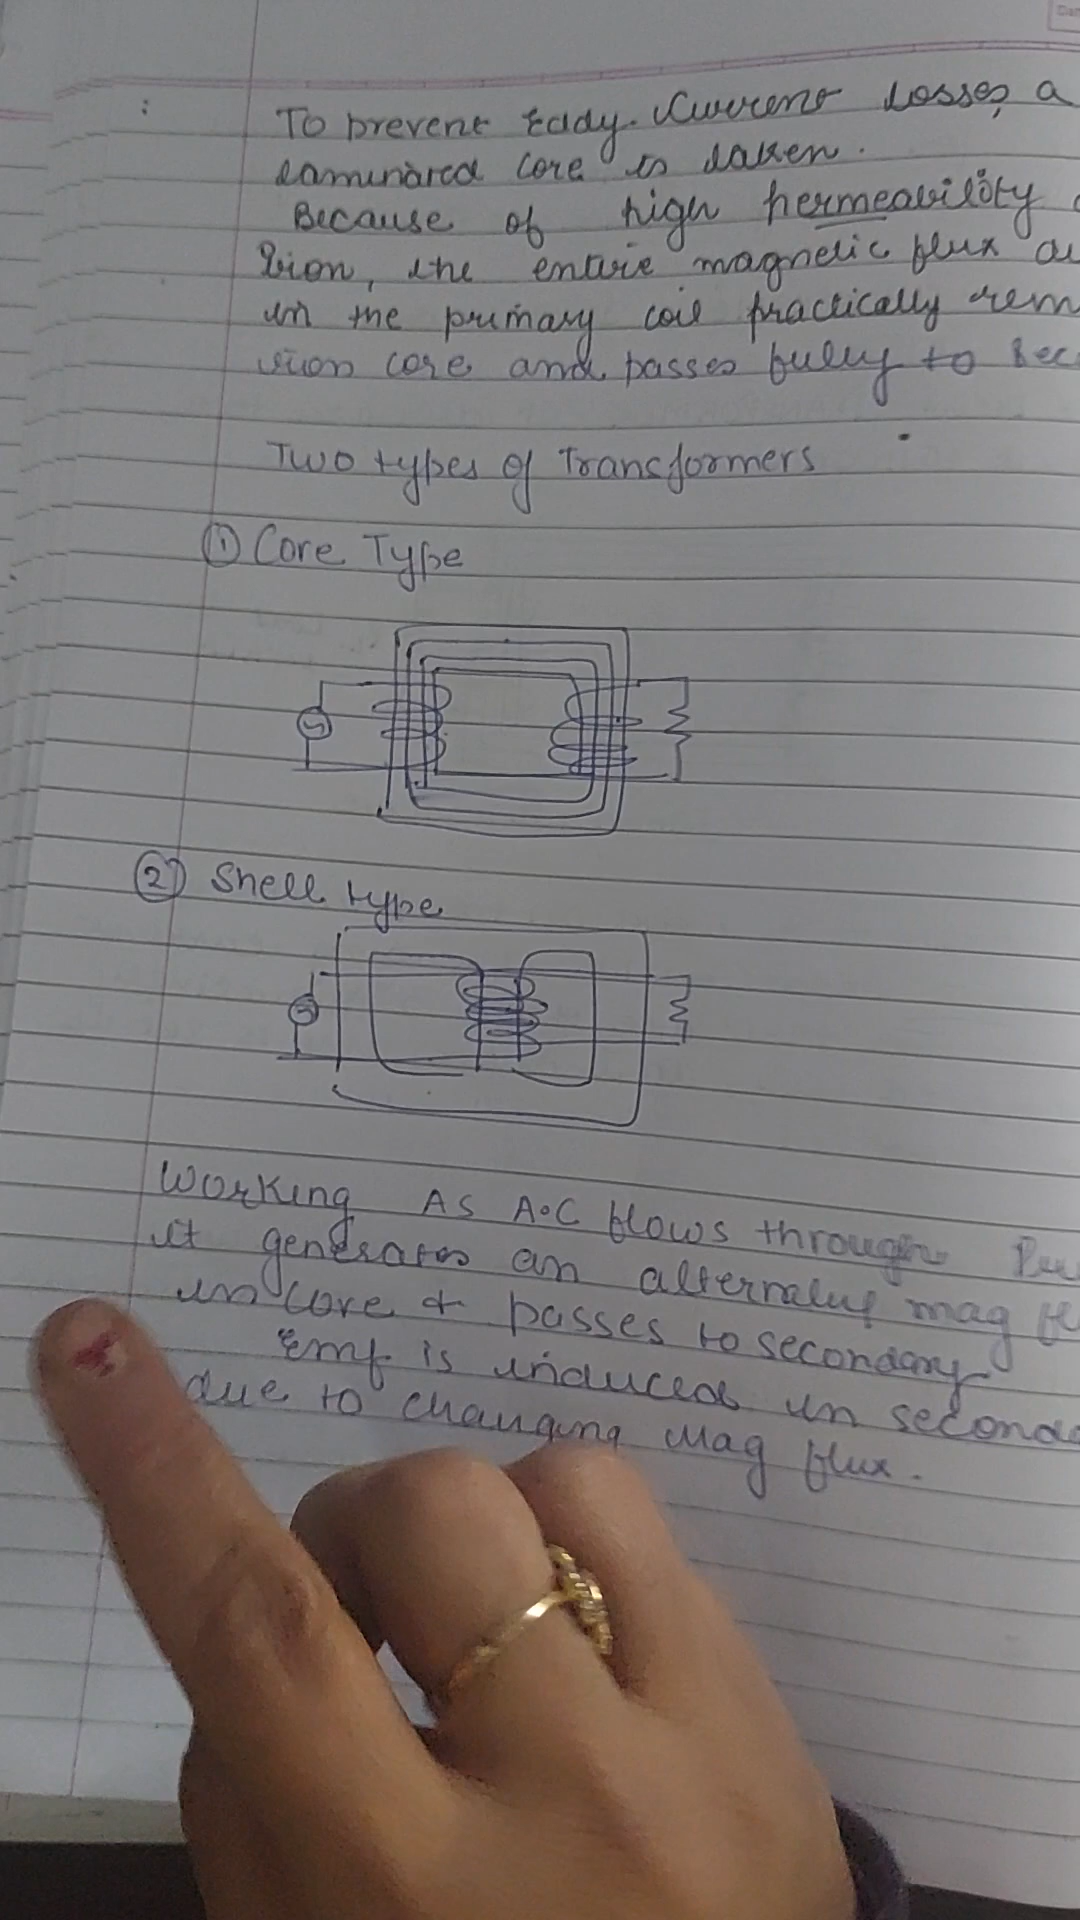 To prevent Eddy. Current losses, a
laminated core is taken.
Because of high permeability
iron, the entire magnetic flux
in the primary coil practically rem
iron core and passes fully to sec
Two types of Transformers
① Core Type
② Shell type
Working As A.C flows through
it generates an alternating mag
in core & passes to secondary
Emf is induced in seconda
due to changing mag flux.